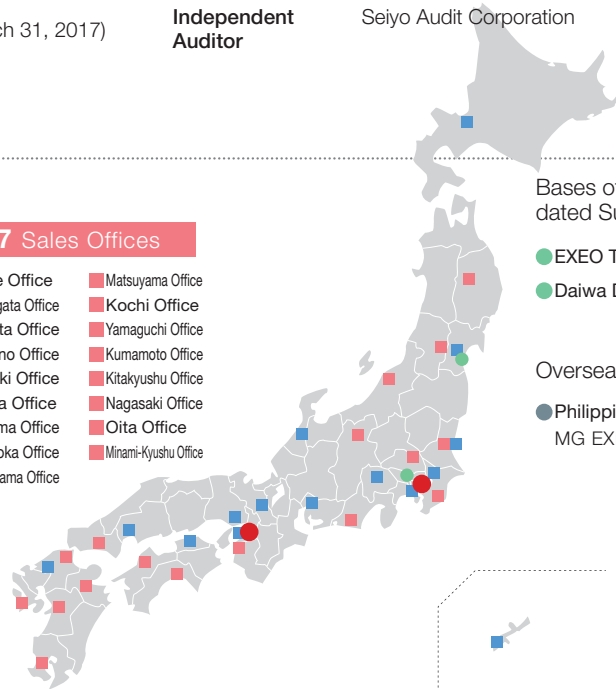 ch 31, 2017)
Independent
Auditor
Seiyo Audit Corporation
7 Sales Offices
e Office
gata Office
ta Office
no Office
ki Office
a Office
ma Office
oka Office
ama Office
Matsuyama Office
Kochi Office
Yamaguchi Office
Kumamoto Office
Kitakyushu Office
Nagasaki Office
Oita Office
Minami-Kyushu Office
Bases o
dated Su
EXEO T
Daiwa D
Oversea
Philippi
MG EX